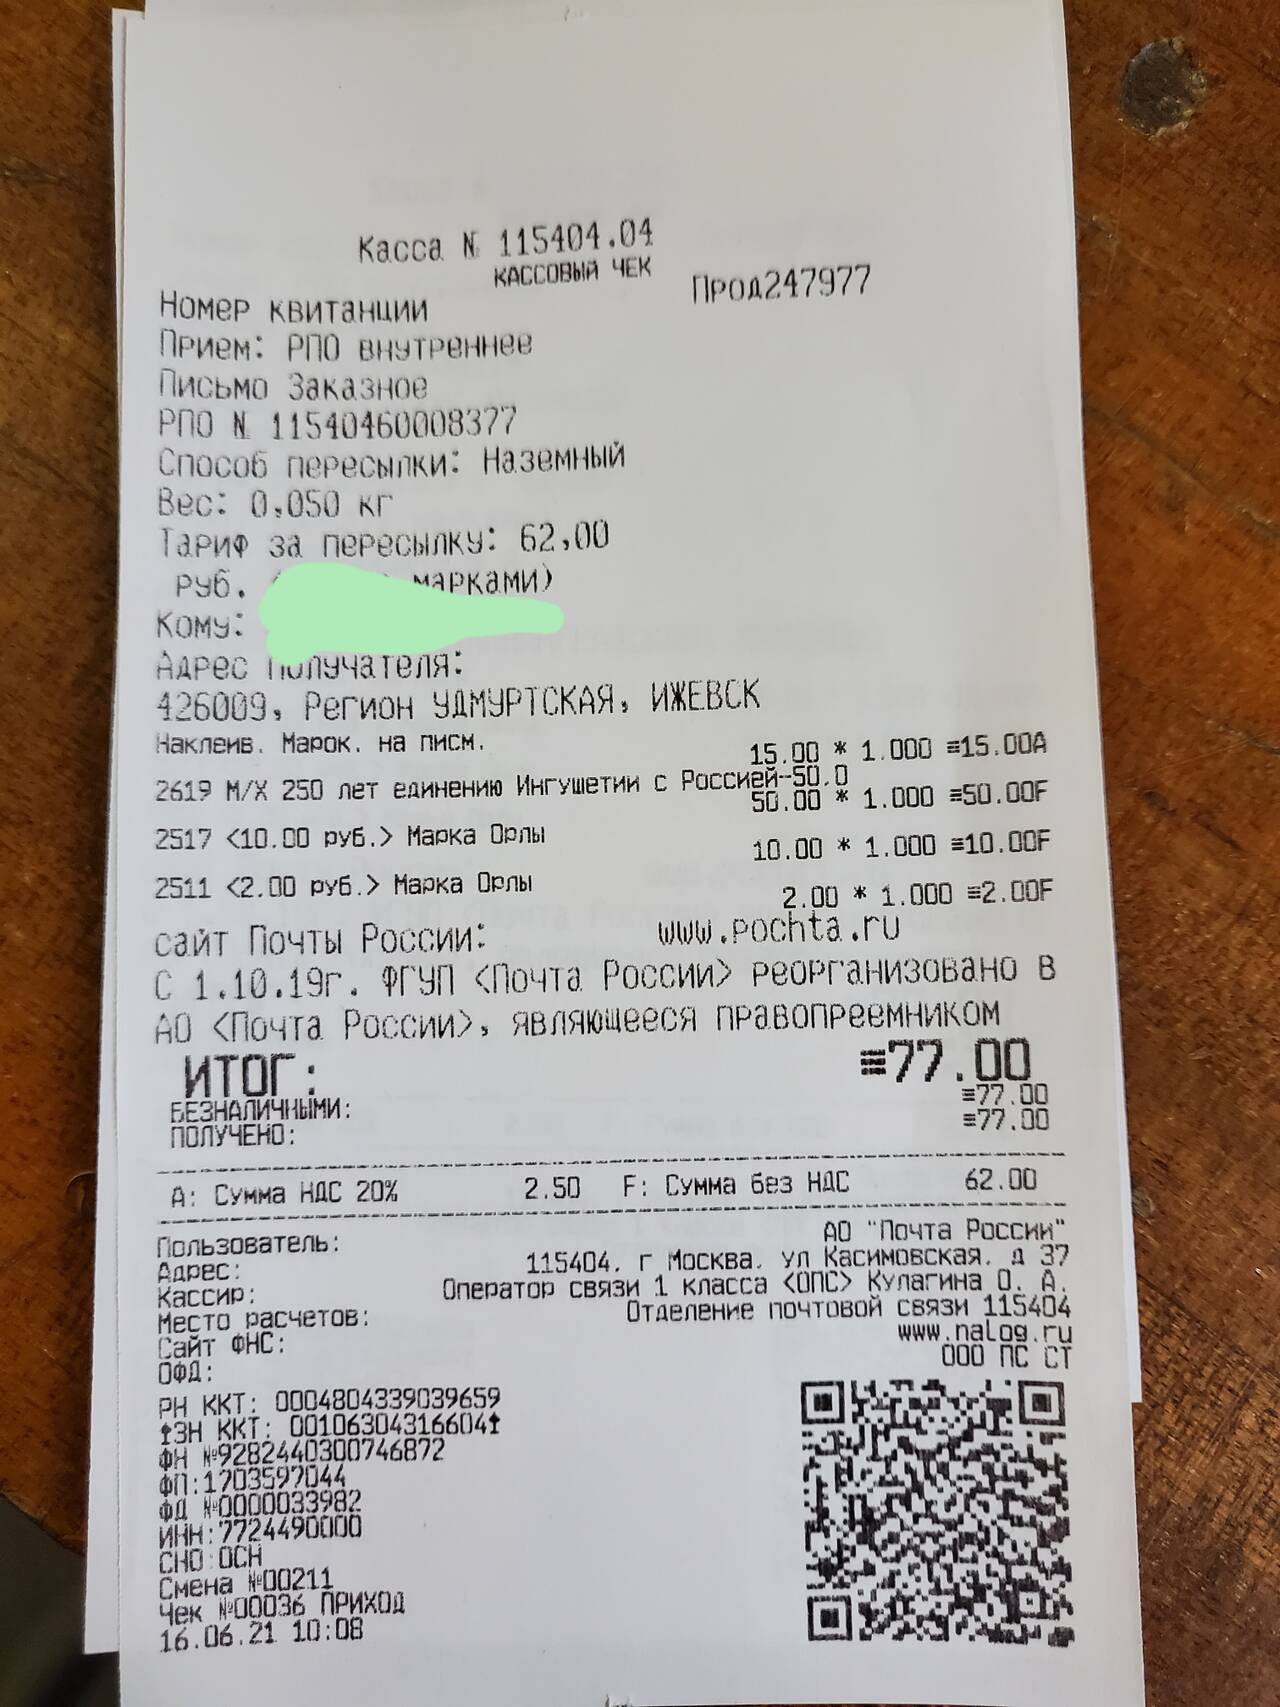 Касса № 115404.04
КАССОВЫЙ ЧЕК
Прод247977
Номер квитанции
Прием: РПО внутреннее
Письмо Заказное
РПО № 11540460008377
Способ пересылки: Наземный
Вес: 0,050 кг
Тариф за пересылку: 62,00
руб. марками)
Кому:
Адрес Получателя:
426009, Регион УДМУРТСКАЯ, ИЖЕВСК
Наклеив. Марок. на писм.
15.00 * 1.000 ≡15.00А
2619 М/Х 250 лет единению Ингушетии с Россией-50.0
50.00 * 1.000 ≡50.00F
2517 <10.00 руб.> Марка Орлы
10.00 * 1.000 ≡10.00F
2511 <2.00 руб.> Марка Орлы
2.00 * 1.000 ≡2.00F
сайт Почты России: www.pochta.ru
С 1.10.19г. ФГУП <Почта России> реорганизовано в
АО <Почта России>, являющееся правопреемником
ИТОГ: ≡77.00
БЕЗНАЛИЧНЫМИ: ≡77.00
ПОЛУЧЕНО: ≡77.00
А: Сумма НДС 20% 2.50 F: Сумма без НДС 62.00
Пользователь: АО "Почта России"
Адрес: 115404, г Москва, ул Касимовская, д 37
Кассир: Оператор связи 1 класса <ОПС> Кулагина О. А.
Место расчетов: Отделение почтовой связи 115404
Сайт ФНС: www.nalog.ru
ОФД: ООО ПС СТ
РН ККТ: 0004804339039659
↑ЗН ККТ: 00106304316604↑
ФН №9282440300746872
ФП:1703597044
ФД №0000033982
ИНН:7724490000
СНО:ОСН
Смена №00211
Чек №00036 ПРИХОД
16.06.21 10:08